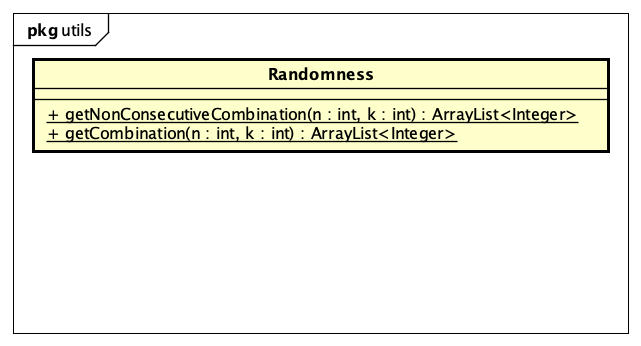 pkg utils
Randomness
+ getNonConsecutiveCombination(n : int, k : int) : ArrayList<Integer>
+ getCombination(n : int, k : int) : ArrayList<Integer>